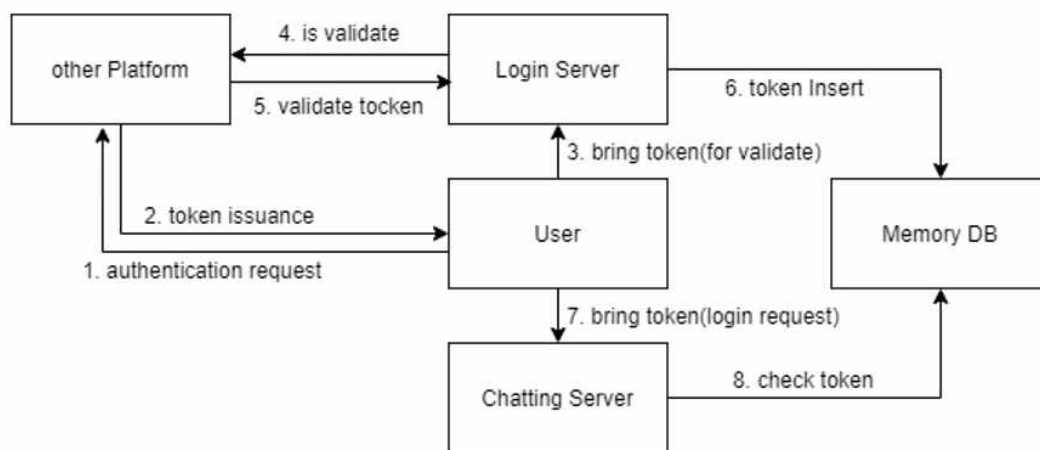 4. is validate
other Platform
Login Server
5. validate tocken
6. token Insert
3. bring token(for validate)
2. token issuance
User
Memory DB
1. authentication request
7. bring token(login request)
8. check token
Chatting Server